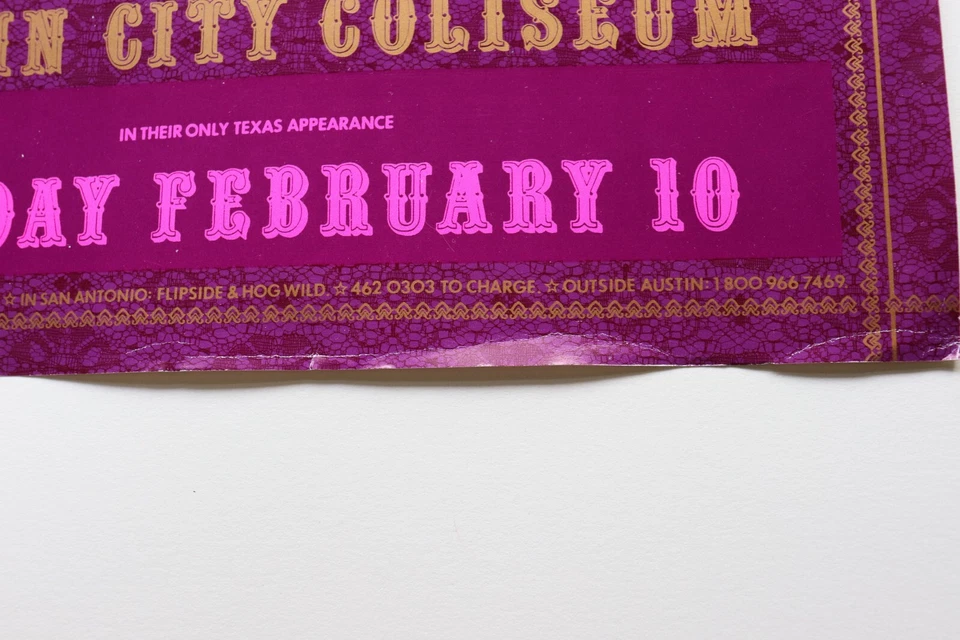 IN CITY COLISEUM
IN THEIR ONLY TEXAS APPEARANCE
DAY FEBRUARY 10
☆ IN SAN ANTONIO: FLIPSIDE & HOG WILD. ☆ 462 0303 TO CHARGE. ☆ OUTSIDE AUSTIN: 1 800 966 7469.